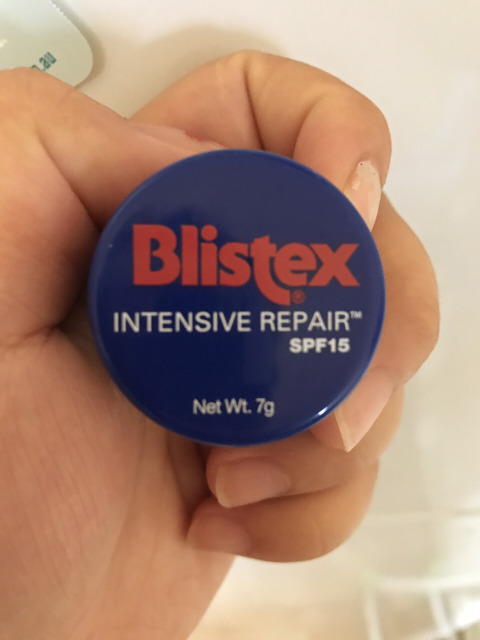 Blistex®
INTENSIVE REPAIR™
SPF15
Net Wt. 7g